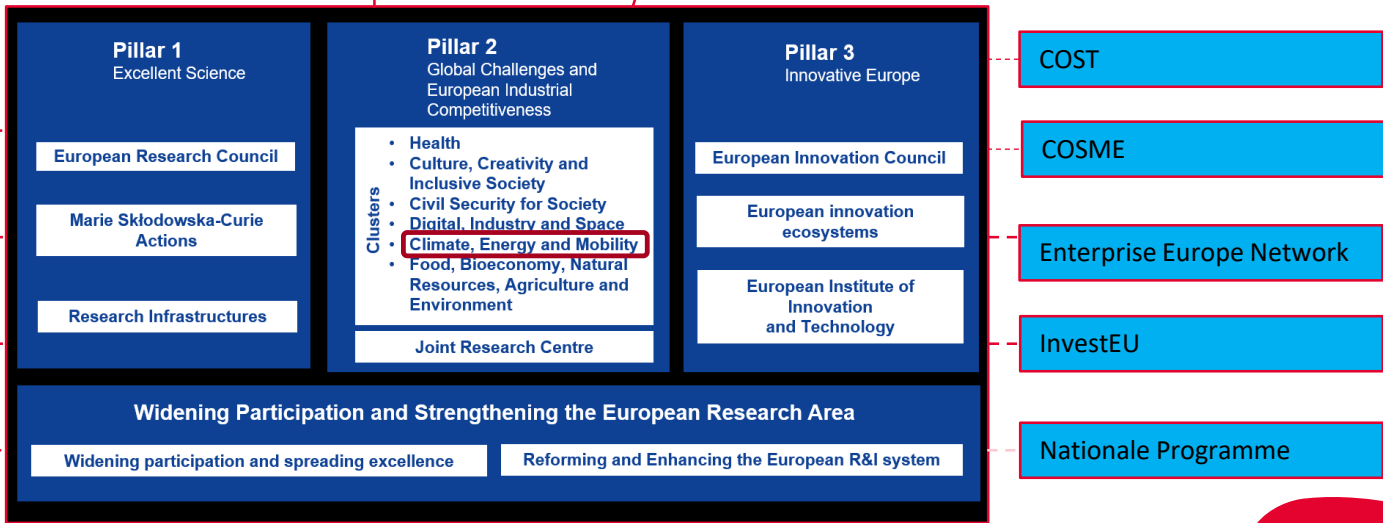 Pillar 1
Excellent Science
European Research Council
Marie Skłodowska-Curie
Actions
Research Infrastructures
Pillar 2
Global Challenges and
European Industrial
Competitiveness
Clusters
• Health
• Culture, Creativity and
Inclusive Society
• Civil Security for Society
• Digital, Industry and Space
• Climate, Energy and Mobility
• Food, Bioeconomy, Natural
Resources, Agriculture and
Environment
Joint Research Centre
Pillar 3
Innovative Europe
European Innovation Council
European innovation
ecosystems
European Institute of
Innovation
and Technology
Widening Participation and Strengthening the European Research Area
Widening participation and spreading excellence
Reforming and Enhancing the European R&I system
COST
COSME
Enterprise Europe Network
InvestEU
Nationale Programme